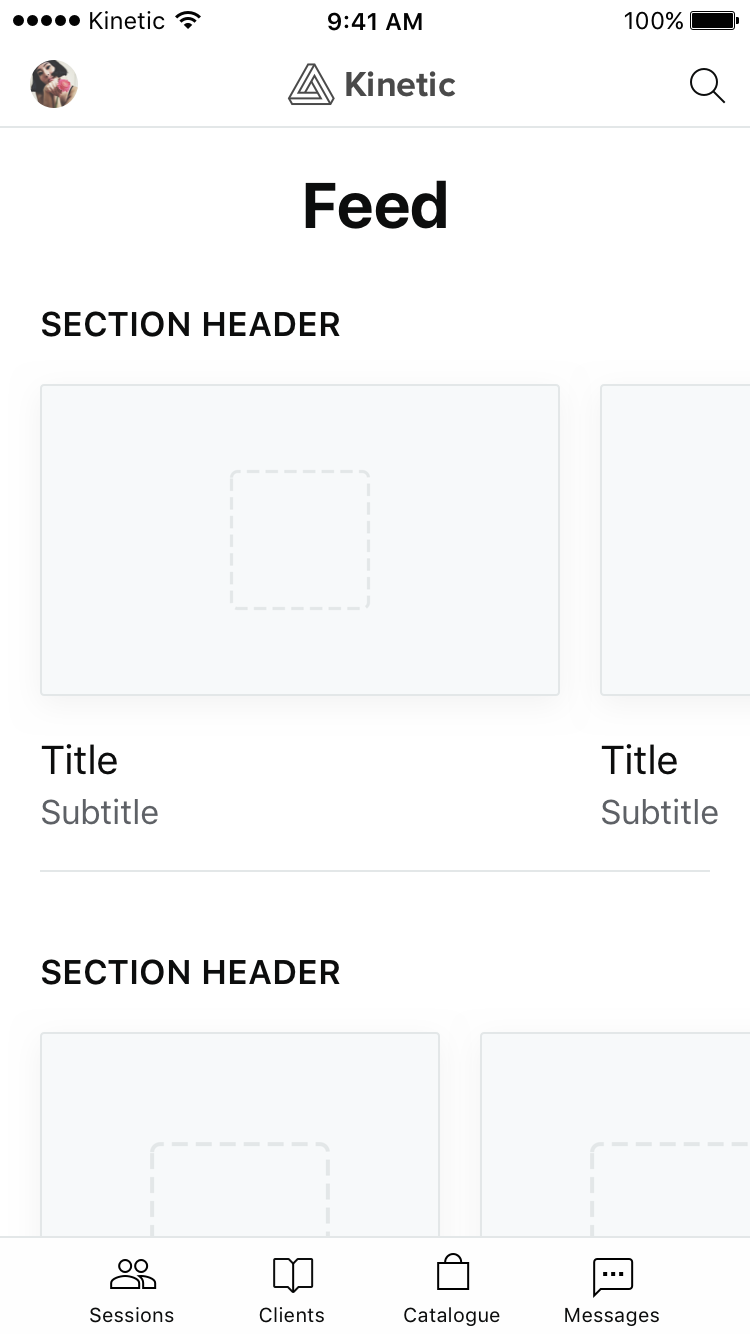 Kinetic 9:41 AM 100%
Kinetic
Feed
SECTION HEADER
Title Title
Subtitle Subtitle
SECTION HEADER
Sessions Clients Catalogue Messages